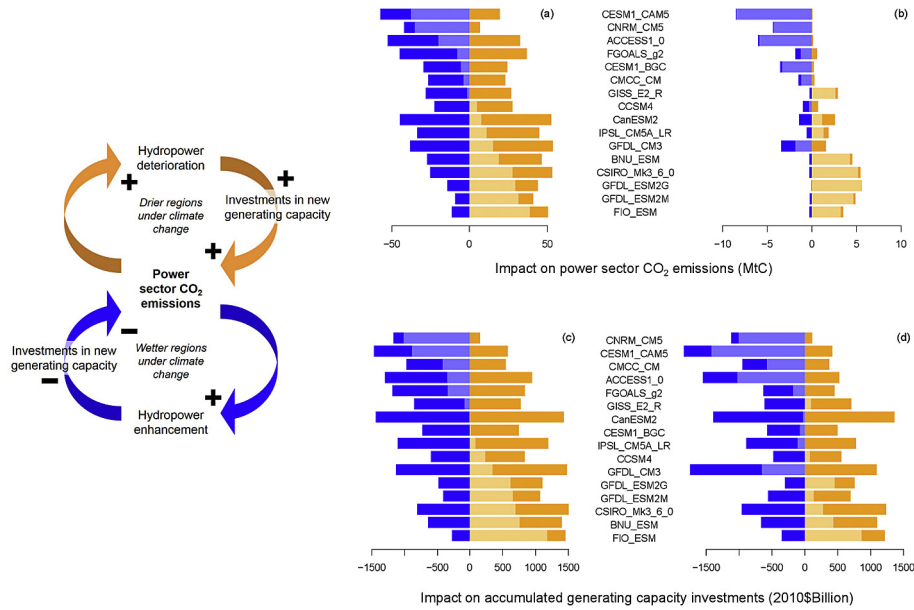 Hydropower
deterioration
+
+
Drier regions
under climate
change
Investments in new
generating capacity
+
Power
sector CO₂
emissions
−
Investments in new
generating capacity
−
Wetter regions
under climate
change
+
Hydropower
enhancement
(a)
CESM1_CAM5
CNRM_CM5
ACCESS1_0
FGOALS_g2
CESM1_BGC
CMCC_CM
GISS_E2_R
CCSM4
CanESM2
IPSL_CM5A_LR
GFDL_CM3
BNU_ESM
CSIRO_Mk3_6_0
GFDL_ESM2G
GFDL_ESM2M
FIO_ESM
(b)
−50 0 50
−10 −5 0 5 10
Impact on power sector CO₂ emissions (MtC)
(c)
CNRM_CM5
CESM1_CAM5
CMCC_CM
ACCESS1_0
FGOALS_g2
GISS_E2_R
CanESM2
CESM1_BGC
IPSL_CM5A_LR
CCSM4
GFDL_CM3
GFDL_ESM2G
GFDL_ESM2M
CSIRO_Mk3_6_0
BNU_ESM
FIO_ESM
(d)
−1500 −500 0 500 1000 1500
−1500 −500 0 500 1000 1500
Impact on accumulated generating capacity investments (2010$Billion)